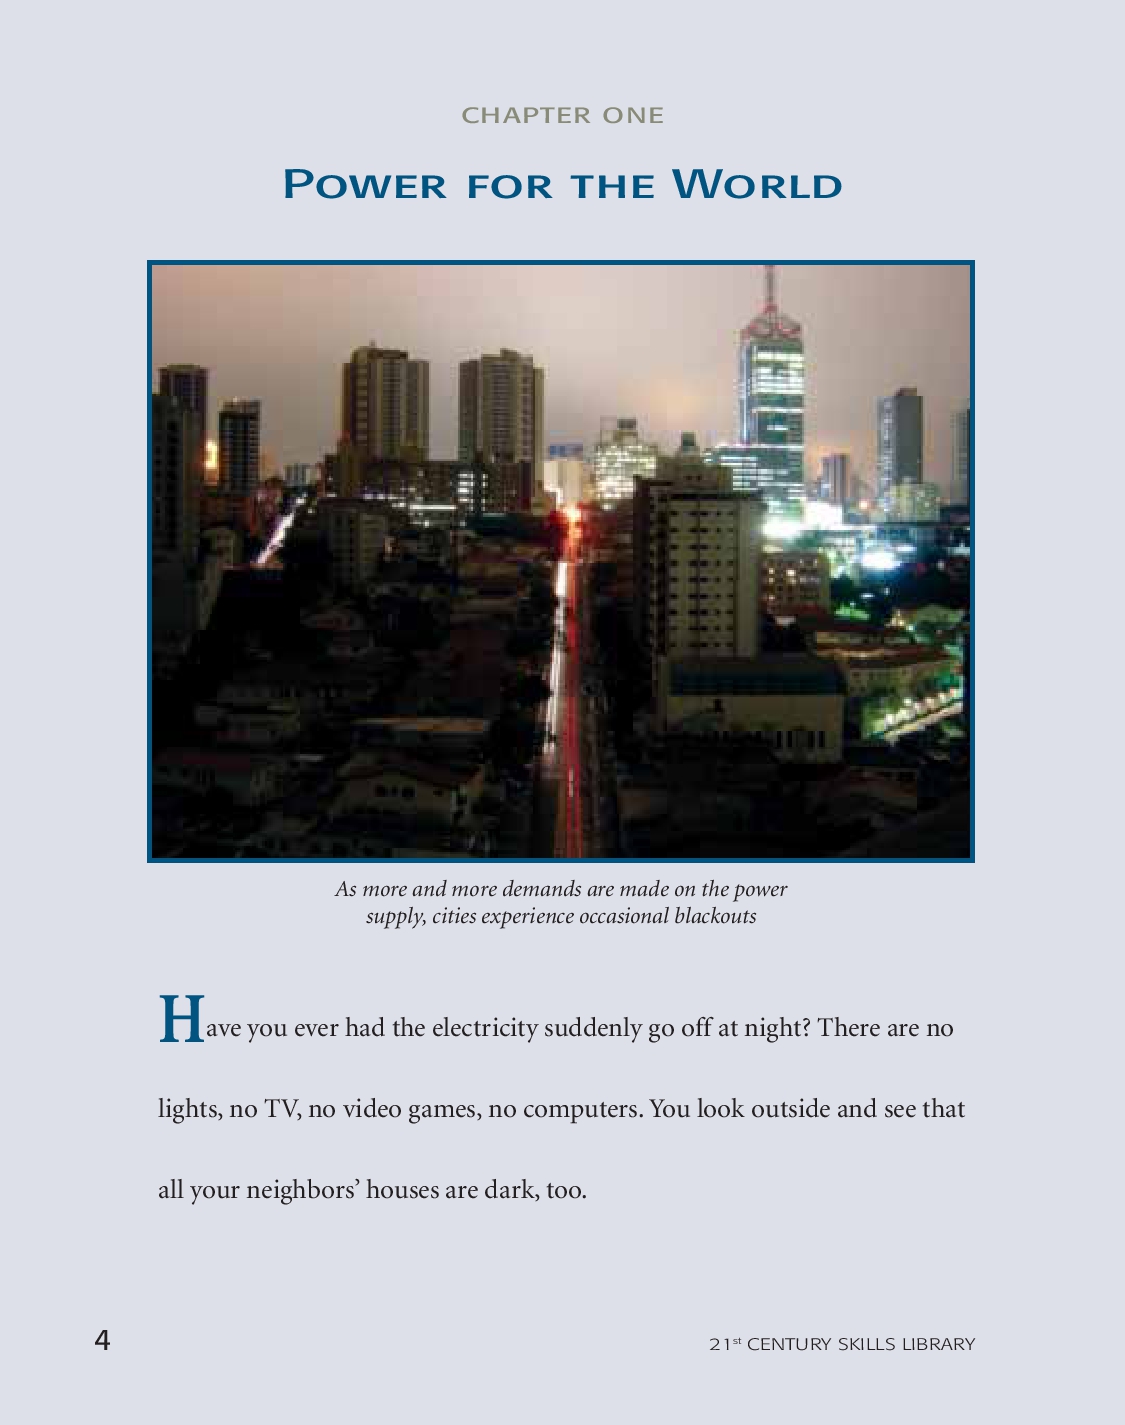 CHAPTER ONE
POWER FOR THE WORLD
As more and more demands are made on the power
supply, cities experience occasional blackouts
Have you ever had the electricity suddenly go off at night? There are no
lights, no TV, no video games, no computers. You look outside and see that
all your neighbors’ houses are dark, too.
4
21st CENTURY SKILLS LIBRARY